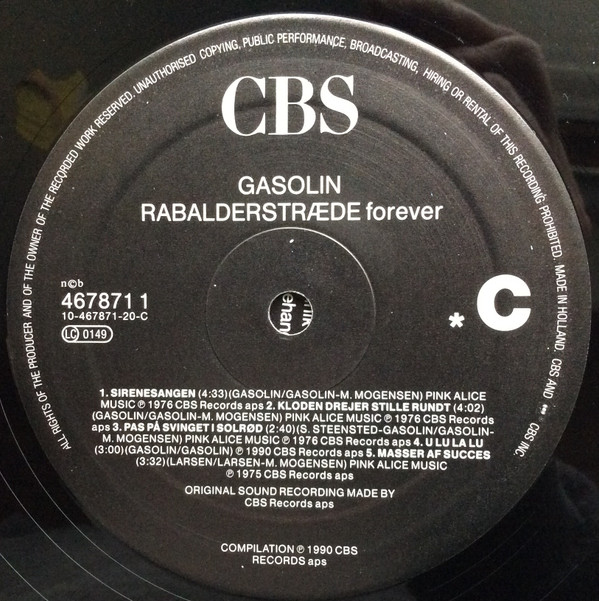 ALL RIGHTS OF THE PRODUCER AND OF THE OWNER OF THE RECORDED WORK RESERVED. UNAUTHORISED COPYING, PUBLIC PERFORMANCE, BROADCASTING, HIRING OR RENTAL OF THIS RECORDING PROHIBITED. MADE IN HOLLAND. CBS AND CBS INC.
CBS
GASOLIN
RABALDERSTRÆDE forever
n©b
467871 1
10-467871-20-C
LC 0149
* C
1. SIRENESANGEN (4:33)(GASOLIN/GASOLIN-M. MOGENSEN) PINK ALICE
MUSIC ℗ 1976 CBS Records aps 2. KLODEN DREJER STILLE RUNDT (4:02)
(GASOLIN/GASOLIN-M. MOGENSEN) PINK ALICE MUSIC ℗ 1976 CBS Records
aps 3. PAS PÅ SVINGET I SOLRØD (2:40)(S. STEENSTED-GASOLIN/GASOLIN-
M. MOGENSEN) PINK ALICE MUSIC ℗ 1976 CBS Records aps 4. U LU LA LU
(3:00)(GASOLIN/GASOLIN) ℗ 1990 CBS Records aps 5. MASSER AF SUCCES
(3:32)(LARSEN/LARSEN-M. MOGENSEN) PINK ALICE MUSIC
℗ 1975 CBS Records aps
ORIGINAL SOUND RECORDING MADE BY
CBS Records aps
COMPILATION ℗ 1990 CBS
RECORDS aps